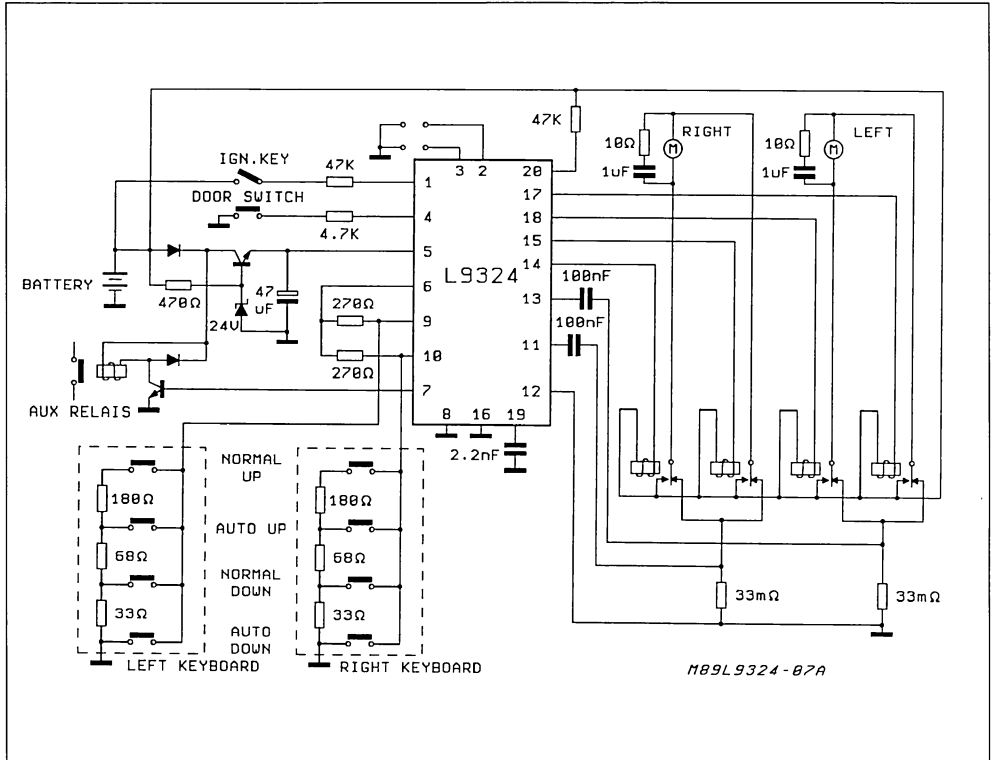 47K
RIGHT
LEFT
10Ω
M
10Ω
M
1uF
1uF
IGN.KEY
47K
3 2
20
1
17
DOOR SWITCH
4
18
4.7K
15
5
L9324
14
BATTERY
470Ω
47
uF
24V
6
270Ω
9
13
100nF
100nF
10
11
270Ω
7
12
AUX RELAIS
8 16 19
2.2nF
NORMAL
UP
180Ω
180Ω
AUTO UP
68Ω
68Ω
NORMAL
DOWN
33Ω
33Ω
33mΩ
33mΩ
AUTO
DOWN
LEFT KEYBOARD
RIGHT KEYBOARD
M89L9324-07A